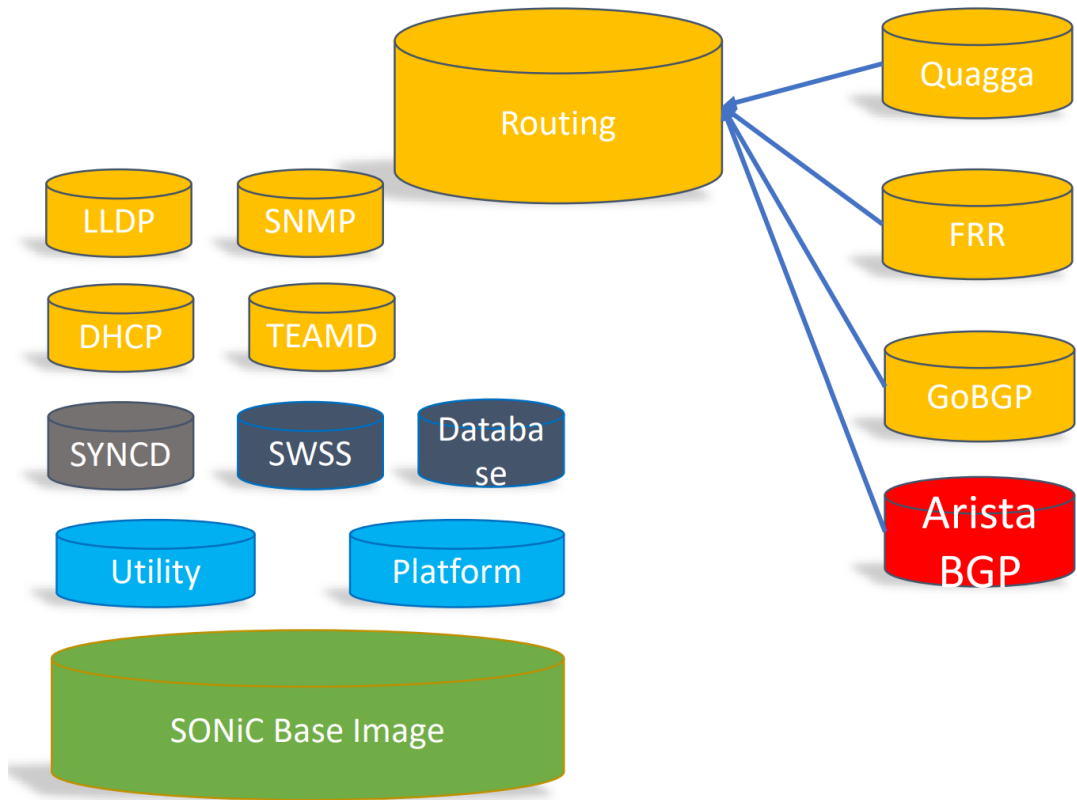 Routing
Quagga
LLDP
SNMP
FRR
DHCP
TEAMD
GoBGP
SYNCD
SWSS
Databa
se
Arista
BGP
Utility
Platform
SONiC Base Image